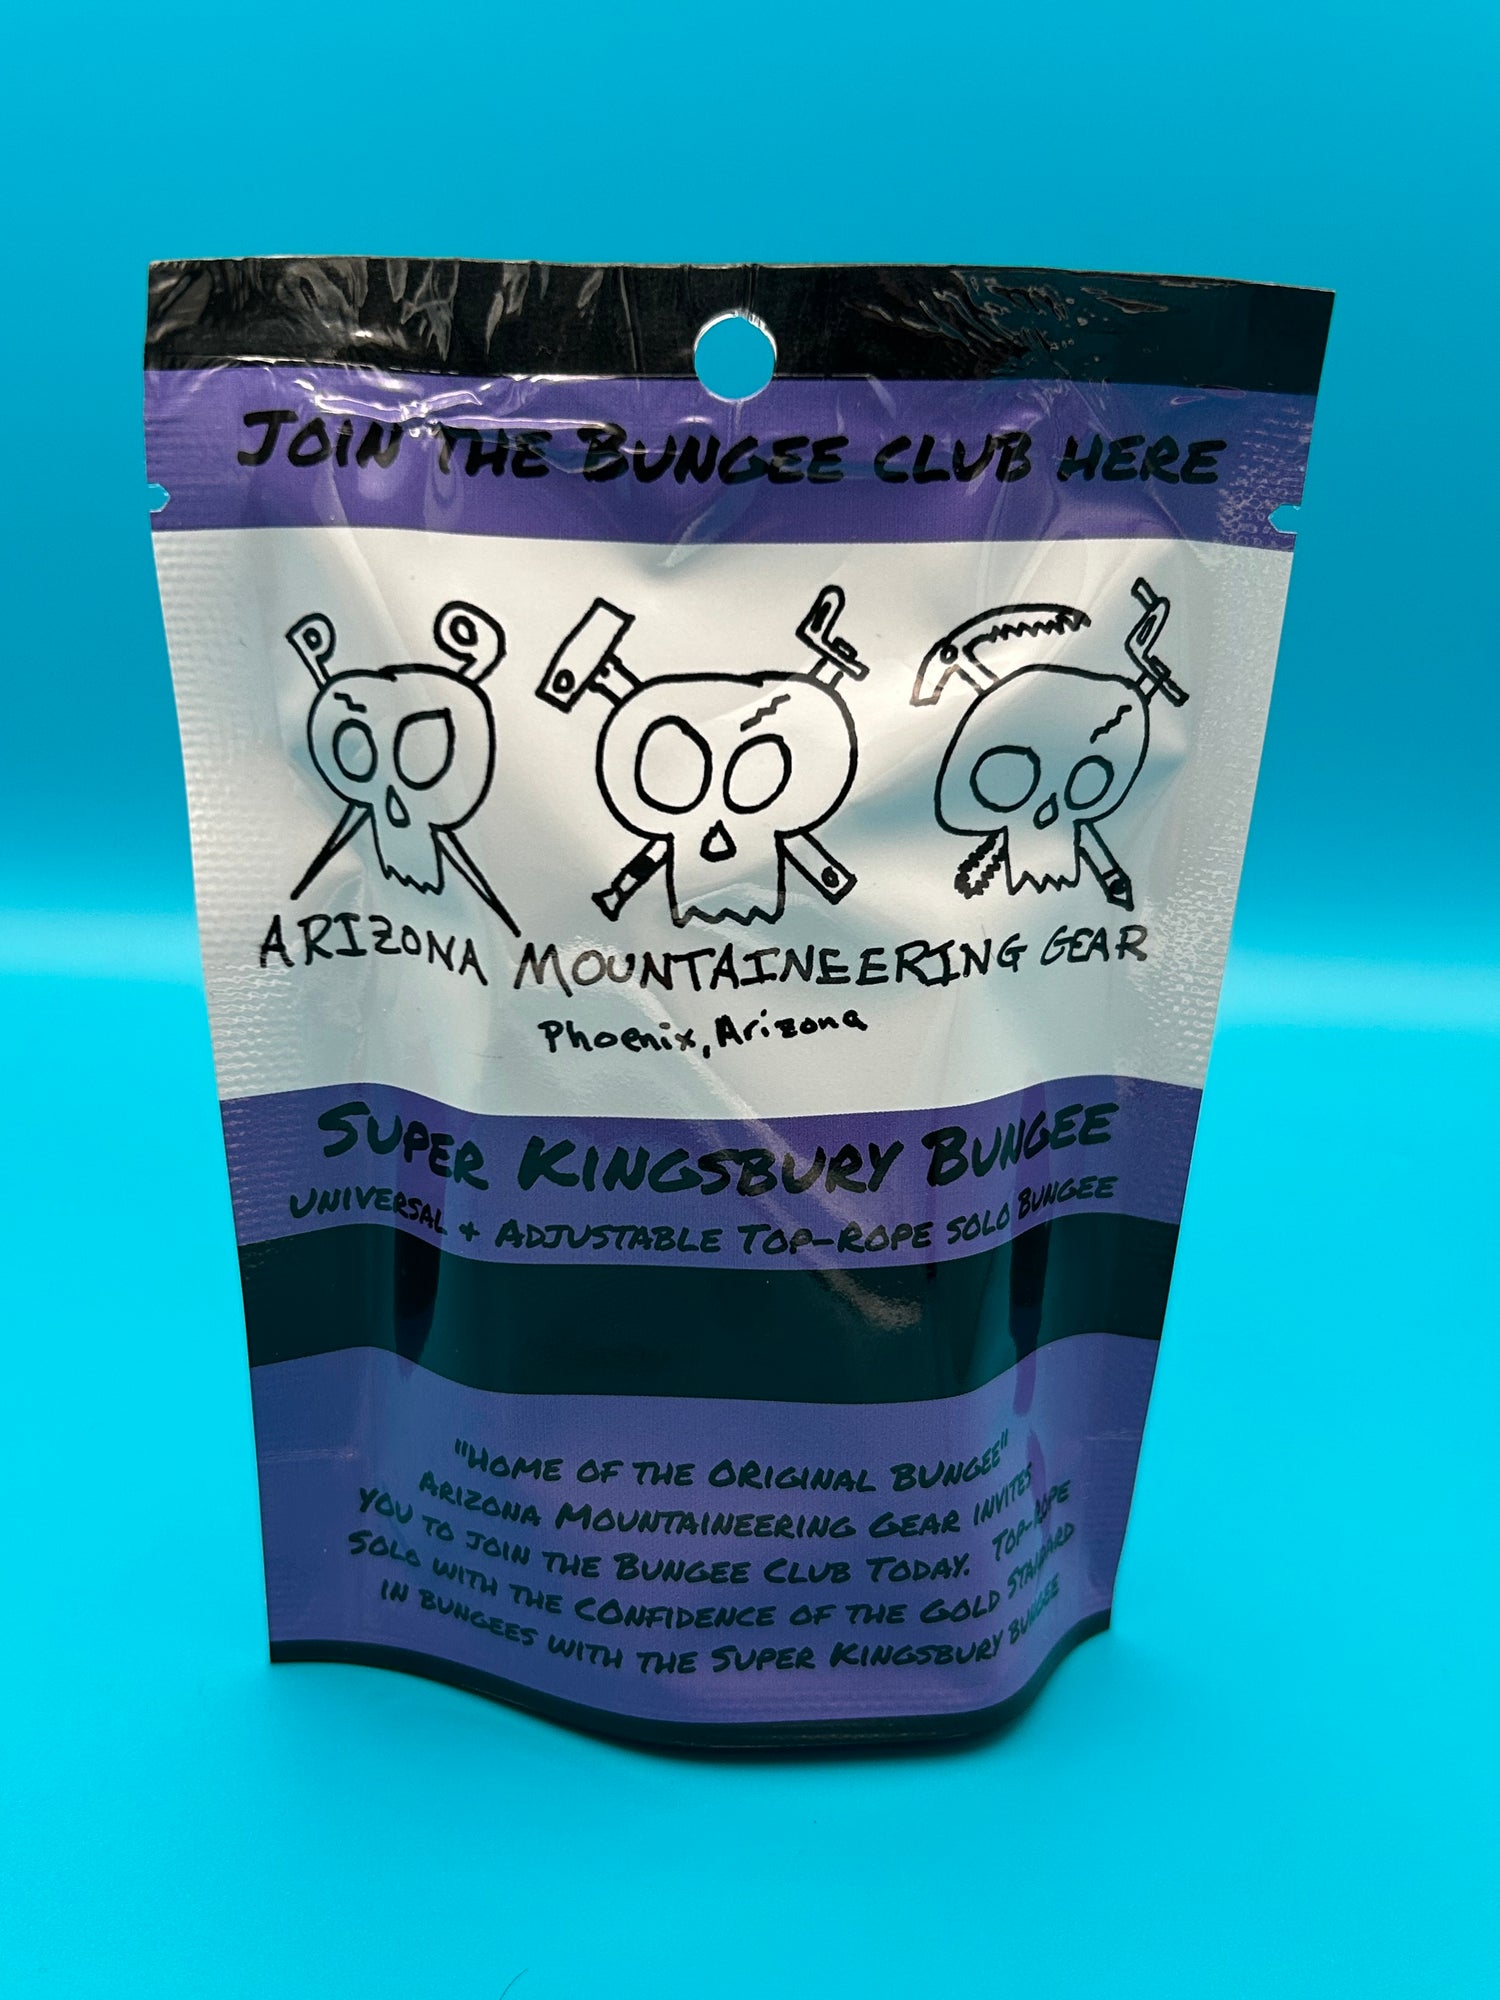 JOIN THE BUNGEE CLUB HERE
ARIZONA MOUNTAINEERING GEAR
Phoenix, Arizona
SUPER KINGSBURY BUNGEE
UNIVERSAL + ADJUSTABLE TOP-ROPE SOLO BUNGEE
"HOME OF THE ORIGINAL BUNGEE"
ARIZONA MOUNTAINEERING GEAR INVITES
YOU TO JOIN THE BUNGEE CLUB TODAY. TOP-ROPE
SOLO WITH THE CONFIDENCE OF THE GOLD STANDARD
IN BUNGEES WITH THE SUPER KINGSBURY BUNGEE